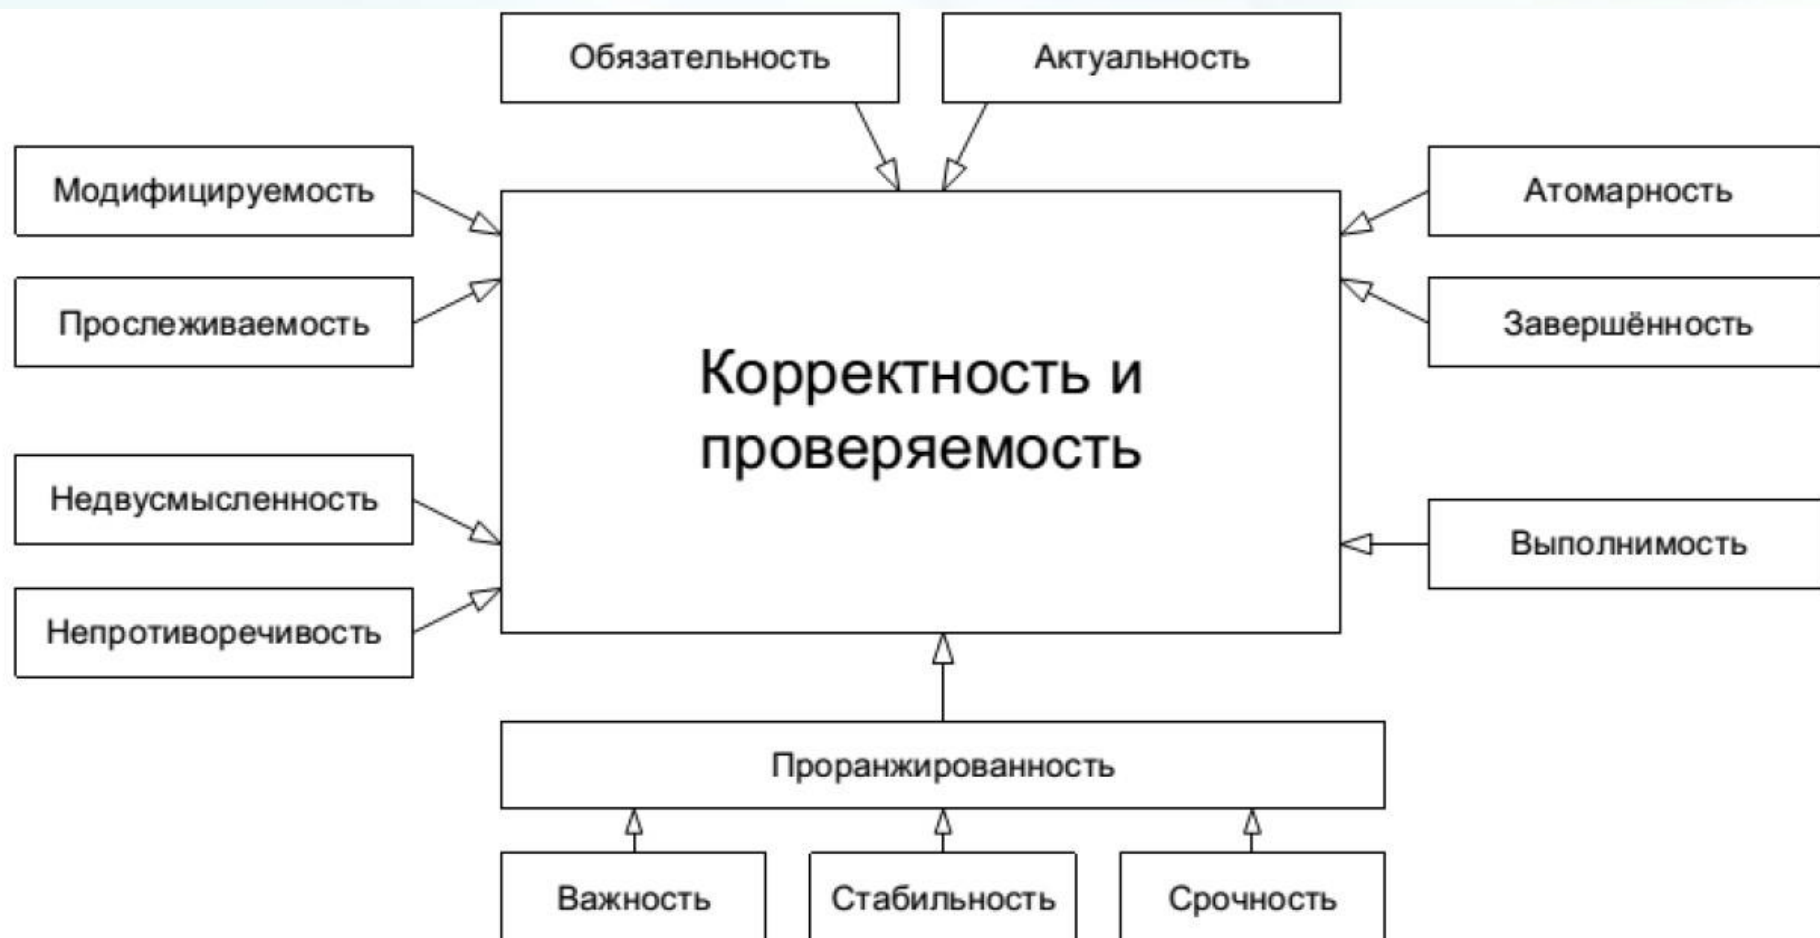 Обязательность
Актуальность
Модифицируемость
Атомарность
Прослеживаемость
Завершённость
Корректность и
проверяемость
Недвусмысленность
Выполнимость
Непротиворечивость
Проранжированность
Важность
Стабильность
Срочность